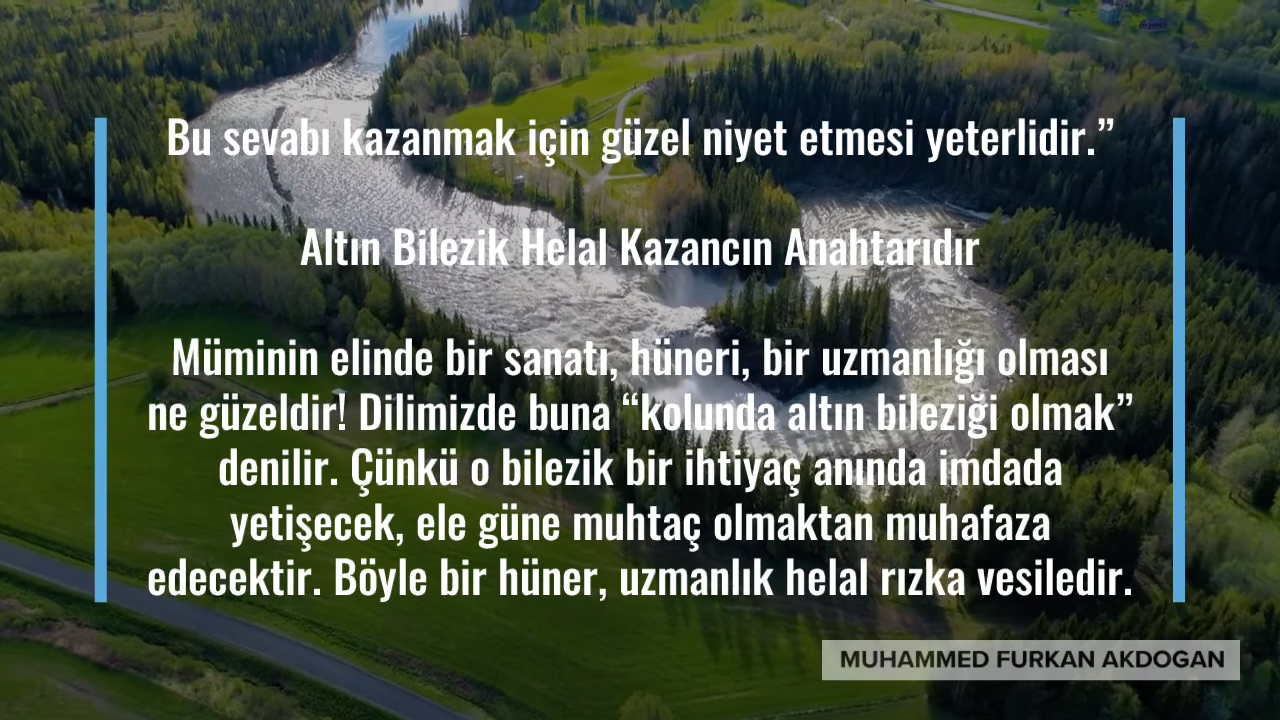 Bu sevabı kazanmak için güzel niyet etmesi yeterlidir.”
Altın Bilezik Helal Kazancın Anahtarıdır
Müminin elinde bir sanatı, hüneri, bir uzmanlığı olması
ne güzeldir! Dilimizde buna “kolunda altın bileziği olmak”
denilir. Çünkü o bilezik bir ihtiyaç anında imdada
yetişecek, ele güne muhtaç olmaktan muhafaza
edecektir. Böyle bir hüner, uzmanlık helal rızka vesiledir.
MUHAMMED FURKAN AKDOGAN